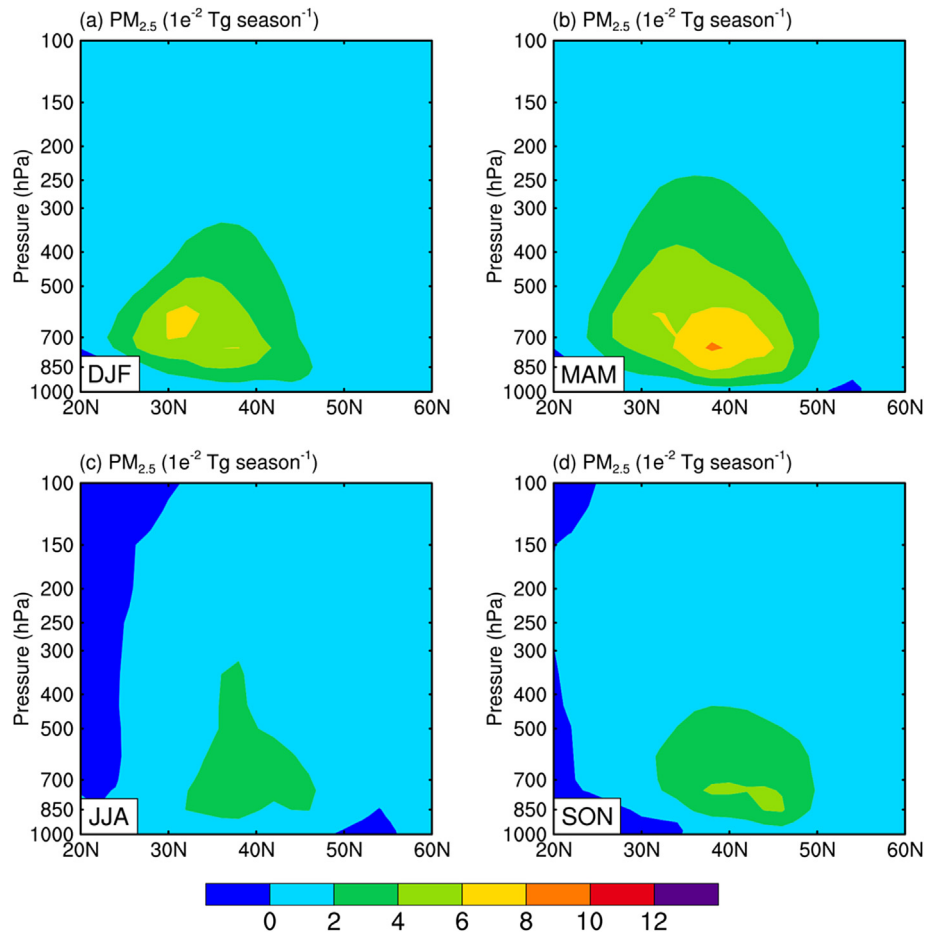 (a) PM2.5 (1e-2 Tg season-1)
(b) PM2.5 (1e-2 Tg season-1)
Pressure (hPa)
100
150
200
250
300
400
500
700
850
1000
DJF
20N 30N 40N 50N 60N
Pressure (hPa)
100
150
200
250
300
400
500
700
850
1000
MAM
20N 30N 40N 50N 60N
(c) PM2.5 (1e-2 Tg season-1)
(d) PM2.5 (1e-2 Tg season-1)
Pressure (hPa)
100
150
200
250
300
400
500
700
850
1000
JJA
20N 30N 40N 50N 60N
Pressure (hPa)
100
150
200
250
300
400
500
700
850
1000
SON
20N 30N 40N 50N 60N
0 2 4 6 8 10 12